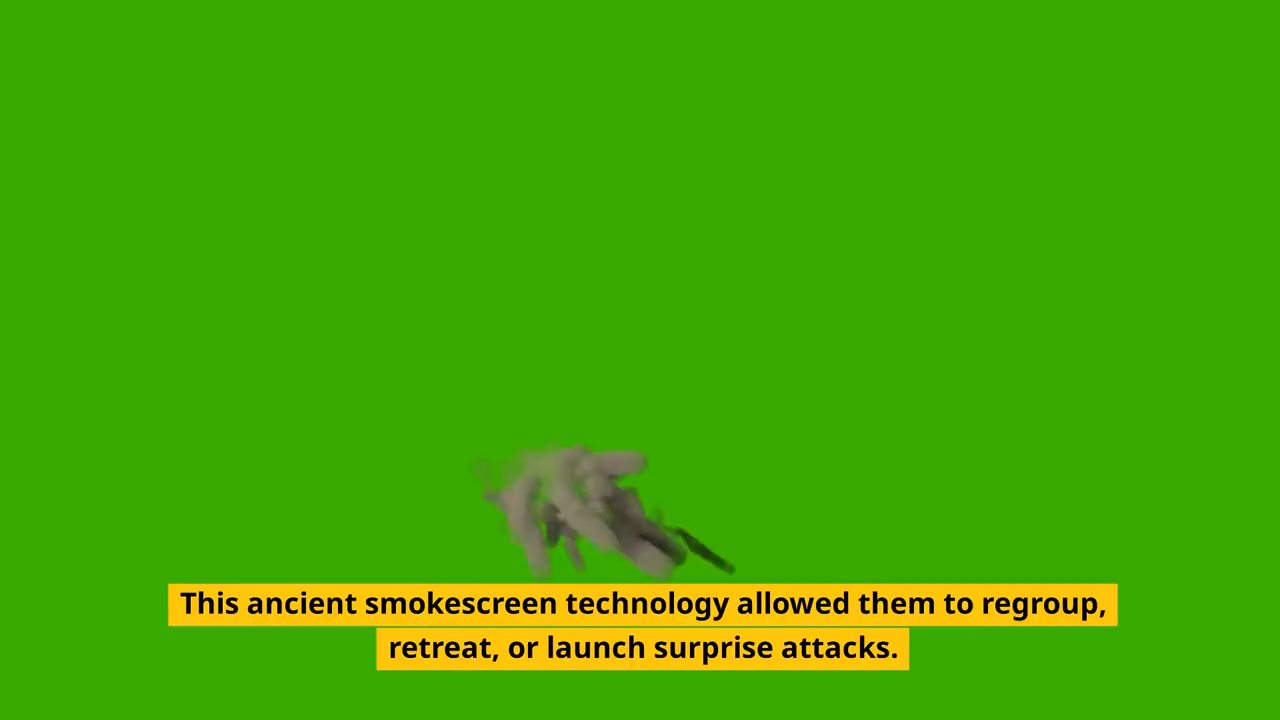 This ancient smokescreen technology allowed them to regroup,
retreat, or launch surprise attacks.